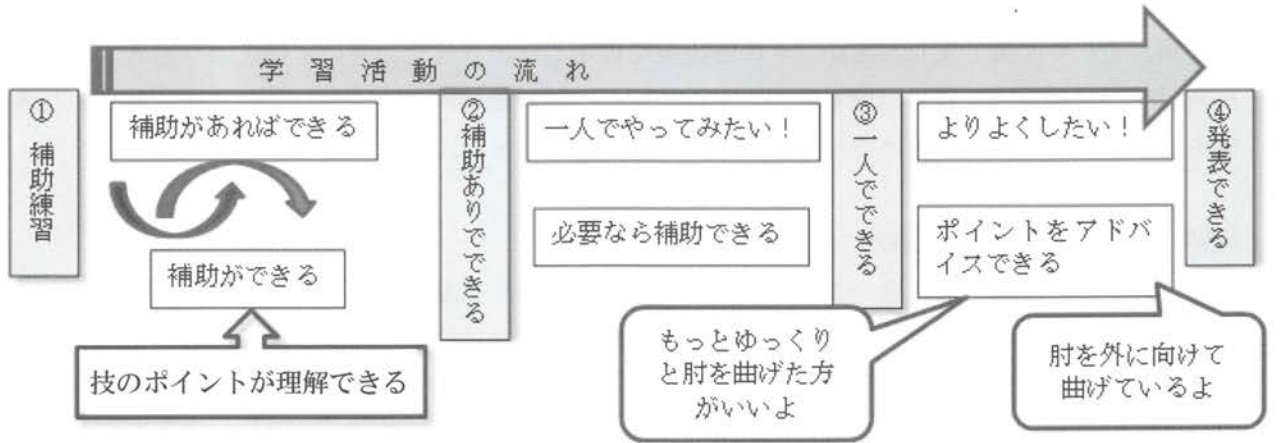 学習活動の流れ
①補助練習
補助があればできる
補助ができる
技のポイントが理解できる
②補助ありでできる
一人でやってみたい！
必要なら補助できる
③一人でできる
よりよくしたい！
ポイントをアドバ
イスできる
もっとゆっくり
と肘を曲げた方
がいいよ
肘を外に向けて
曲げているよ
④発表できる